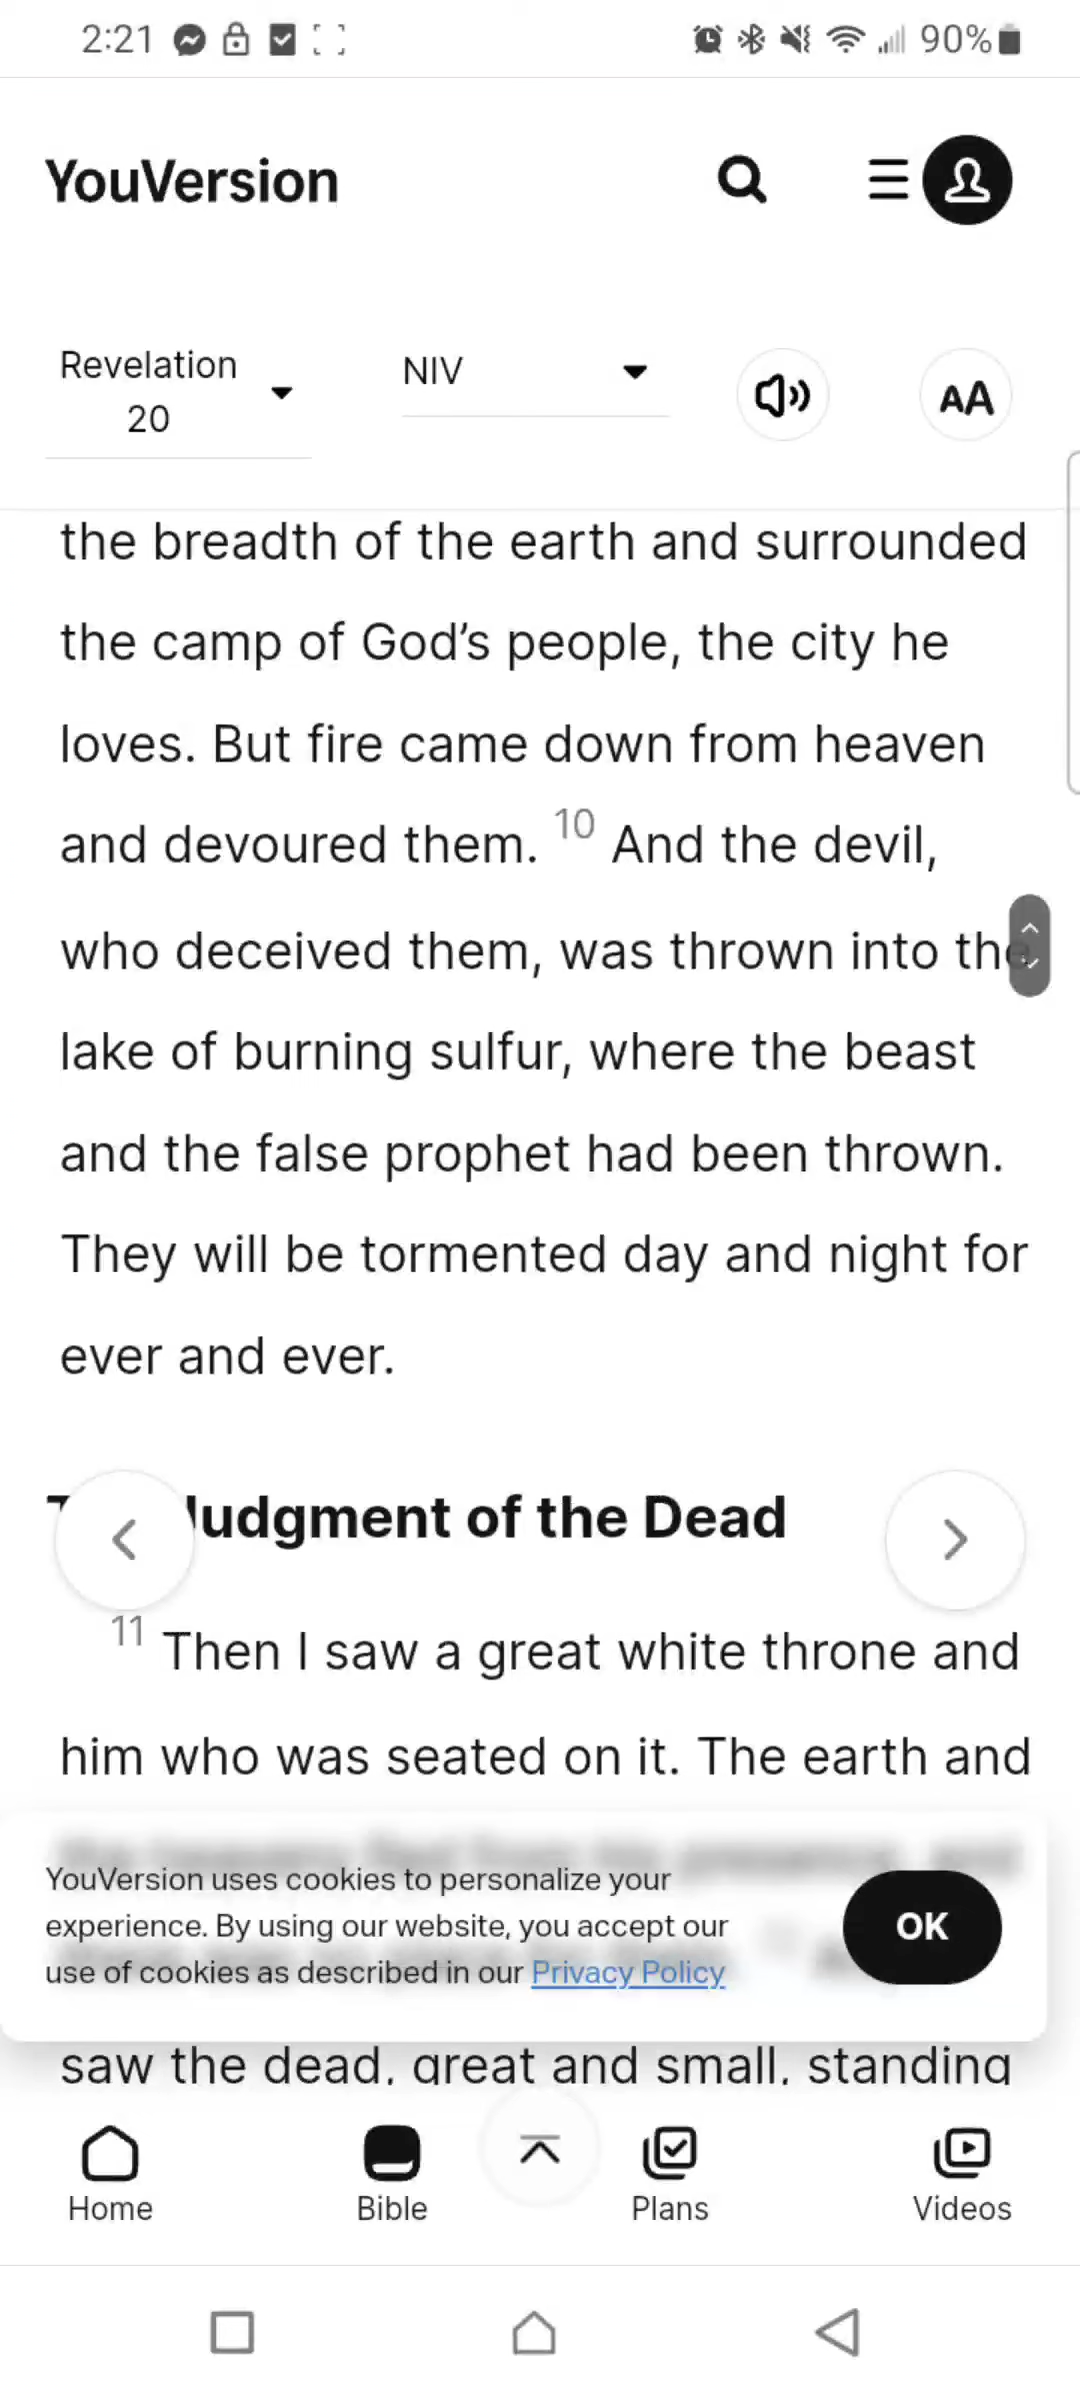 2:21
90%
YouVersion
Revelation
20
NIV
AA
the breadth of the earth and surrounded
the camp of God’s people, the city he
loves. But fire came down from heaven
and devoured them. 10 And the devil,
who deceived them, was thrown into the
lake of burning sulfur, where the beast
and the false prophet had been thrown.
They will be tormented day and night for
ever and ever.
Judgment of the Dead
11 Then I saw a great white throne and
him who was seated on it. The earth and
YouVersion uses cookies to personalize your
experience. By using our website, you accept our
use of cookies as described in our Privacy Policy
OK
saw the dead, great and small, standing
Home
Bible
Plans
Videos